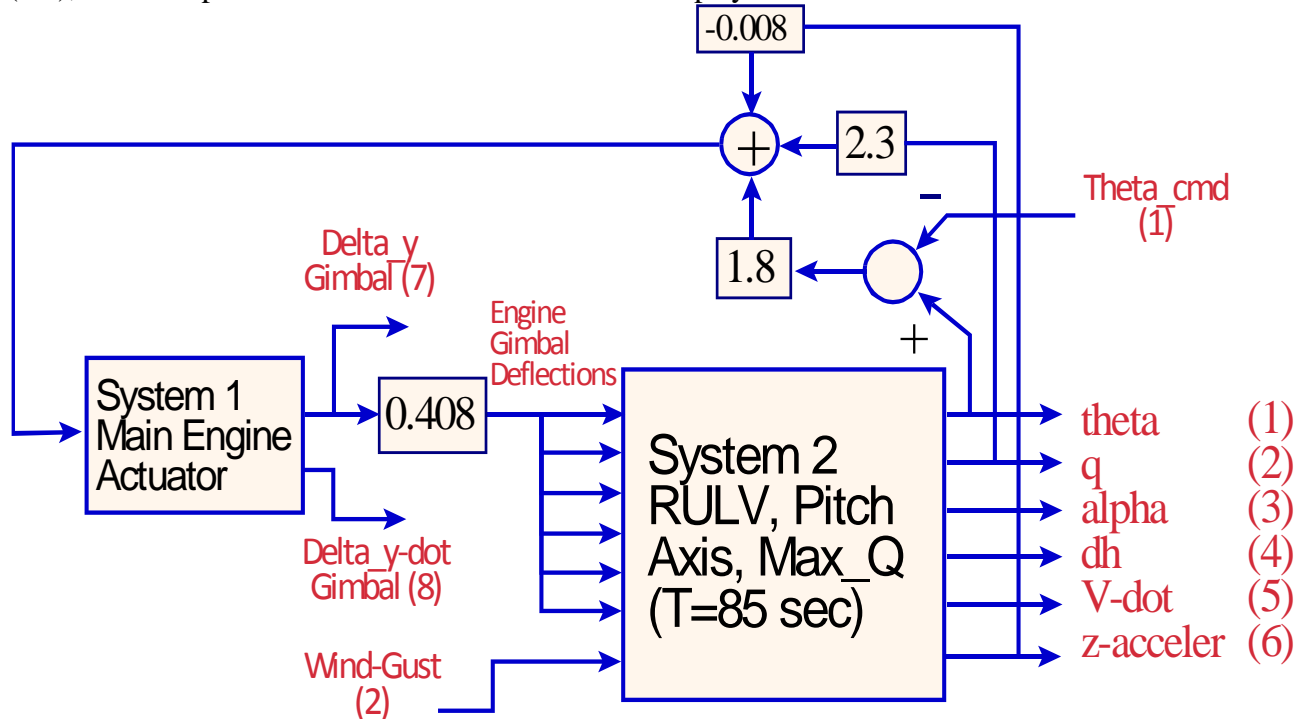 -0.008
+
2.3
−
Theta_cmd
(1)
1.8
+
Delta_y
Gimbal (7)
Engine
Gimbal
Deflections
System 1
Main Engine
Actuator
0.408
Delta_y-dot
Gimbal (8)
Wind-Gust
(2)
System 2
RULV, Pitch
Axis, Max_Q
(T=85 sec)
theta (1)
q (2)
alpha (3)
dh (4)
V-dot (5)
z-acceler (6)